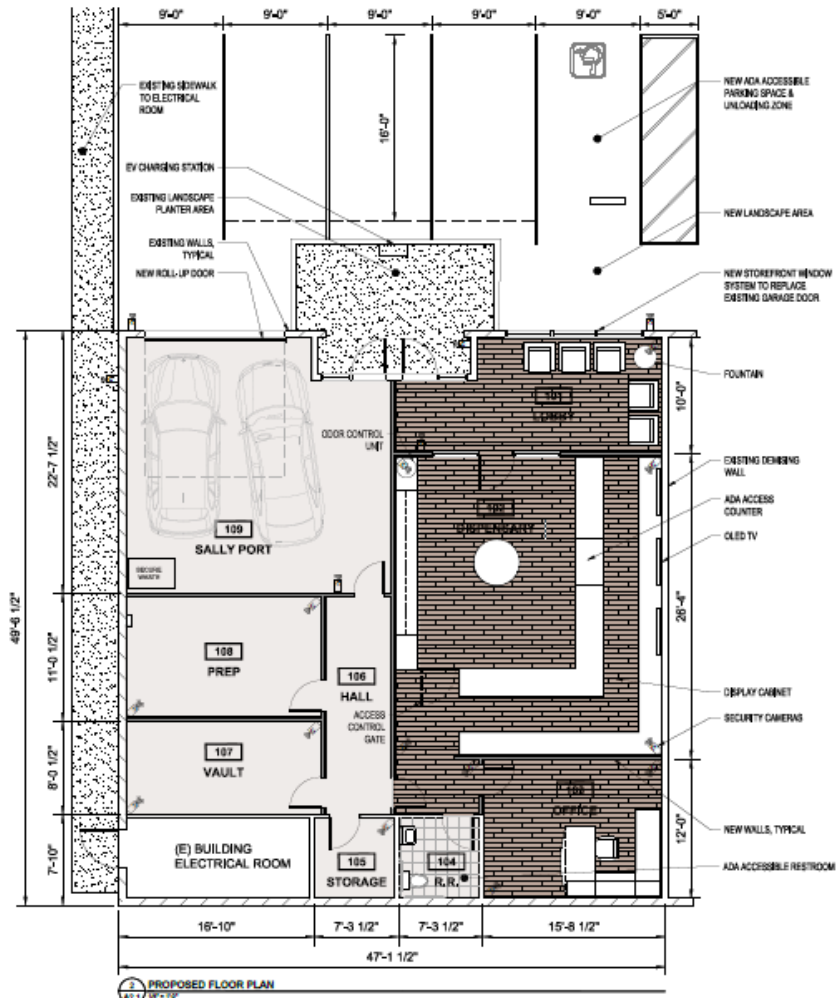 9'-0" 9'-0" 9'-0" 9'-0" 9'-0" 5'-0"
EXISTING SIDEWALK
TO ELECTRICAL
ROOM
16'-0"
NEW ADA ACCESSIBLE
PARKING SPACE &
UNLOADING ZONE
EV CHARGING STATION
EXISTING LANDSCAPE
PLANTER AREA
NEW LANDSCAPE AREA
EXISTING WALLS,
TYPICAL
NEW ROLL-UP DOOR
NEW STOREFRONT WINDOW
SYSTEM TO REPLACE
EXISTING GARAGE DOOR
FOUNTAIN
101
LOBBY
10'-0"
ODOR CONTROL
UNIT
EXISTING DEMISING
WALL
22'-7 1/2"
ADA ACCESS
COUNTER
102
DISPENSARY
109
SALLY PORT
OLED TV
SECURE
WASTE
49'-6 1/2"
26'-4"
11'-0 1/2"
108
PREP
106
HALL
ACCESS
CONTROL
GATE
DISPLAY CABINET
SECURITY CAMERAS
8'-0 1/2"
107
VAULT
OFFICE
12'-0"
NEW WALLS, TYPICAL
7'-10"
(E) BUILDING
ELECTRICAL ROOM
105
STORAGE
104
R.R.
ADA ACCESSIBLE RESTROOM
16'-10" 7'-3 1/2" 7'-3 1/2" 15'-8 1/2"
47'-1 1/2"
2 PROPOSED FLOOR PLAN